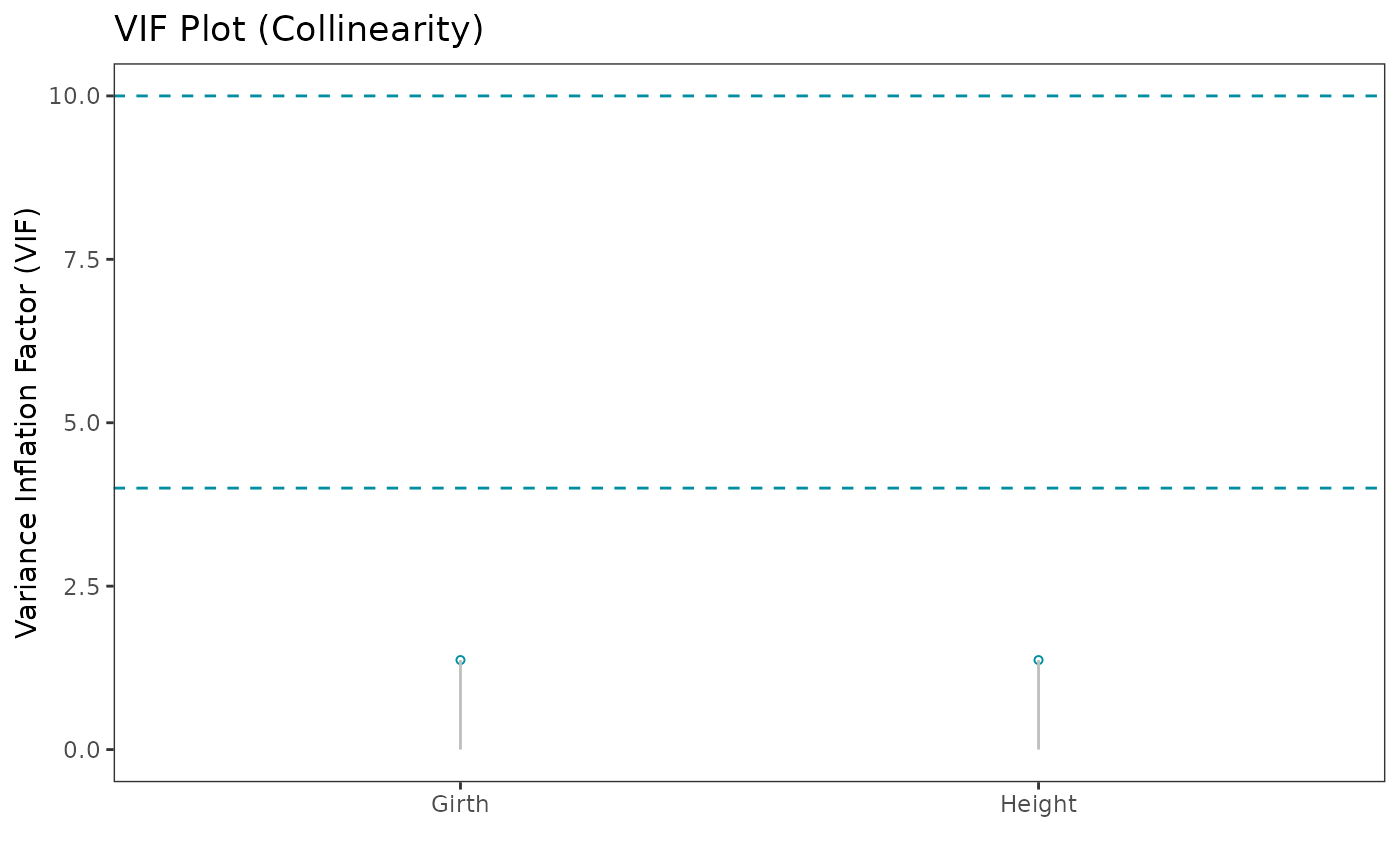 VIF Plot (Collinearity)
Variance Inflation Factor (VIF)
10.0
7.5
5.0
2.5
0.0
Girth
Height